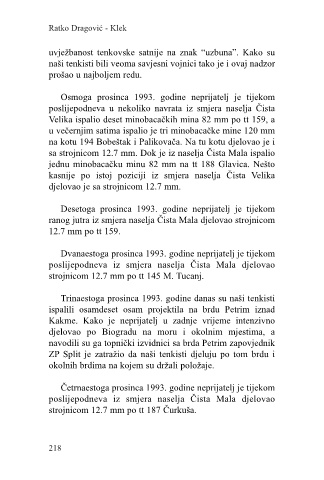 Ratko Dragović - Klek
uvježbanost tenkovske satnije na znak “uzbuna”. Kako su
naši tenkisti bili veoma savjesni vojnici tako je i ovaj nadzor
prošao u najboljem redu.
Osmoga prosinca 1993. godine neprijatelj je tijekom
poslijepodneva u nekoliko navrata iz smjera naselja Čista
Velika ispalio deset minobacačkih mina 82 mm po tt 159, a
u večernjim satima ispalio je tri minobacačke mine 120 mm
na kotu 194 Bobeštak i Palikovača. Na tu kotu djelovao je i
sa strojnicom 12.7 mm. Dok je iz naselja Čista Mala ispalio
jednu minobacačku minu 82 mm na tt 188 Glavica. Nešto
kasnije po istoj poziciji iz smjera naselja Čista Velika
djelovao je sa strojnicom 12.7 mm.
Desetoga prosinca 1993. godine neprijatelj je tijekom
ranog jutra iz smjera naselja Čista Mala djelovao strojnicom
12.7 mm po tt 159.
Dvanaestoga prosinca 1993. godine neprijatelj je tijekom
poslijepodneva iz smjera naselja Čista Mala djelovao
strojnicom 12.7 mm po tt 145 M. Tucanj.
Trinaestoga prosinca 1993. godine danas su naši tenkisti
ispalili osamdeset osam projektila na brdu Petrim iznad
Kakme. Kako je neprijatelj u zadnje vrijeme intenzivno
djelovao po Biogradu na moru i okolnim mjestima, a
navodili su ga topnički izvidnici sa brda Petrim zapovjednik
ZP Split je zatražio da naši tenkisti djeluju po tom brdu i
okolnih brdima na kojem su držali položaje.
Četrnaestoga prosinca 1993. godine neprijatelj je tijekom
poslijepodneva iz smjera naselja Čista Mala djelovao
strojnicom 12.7 mm po tt 187 Čurkuša.
218